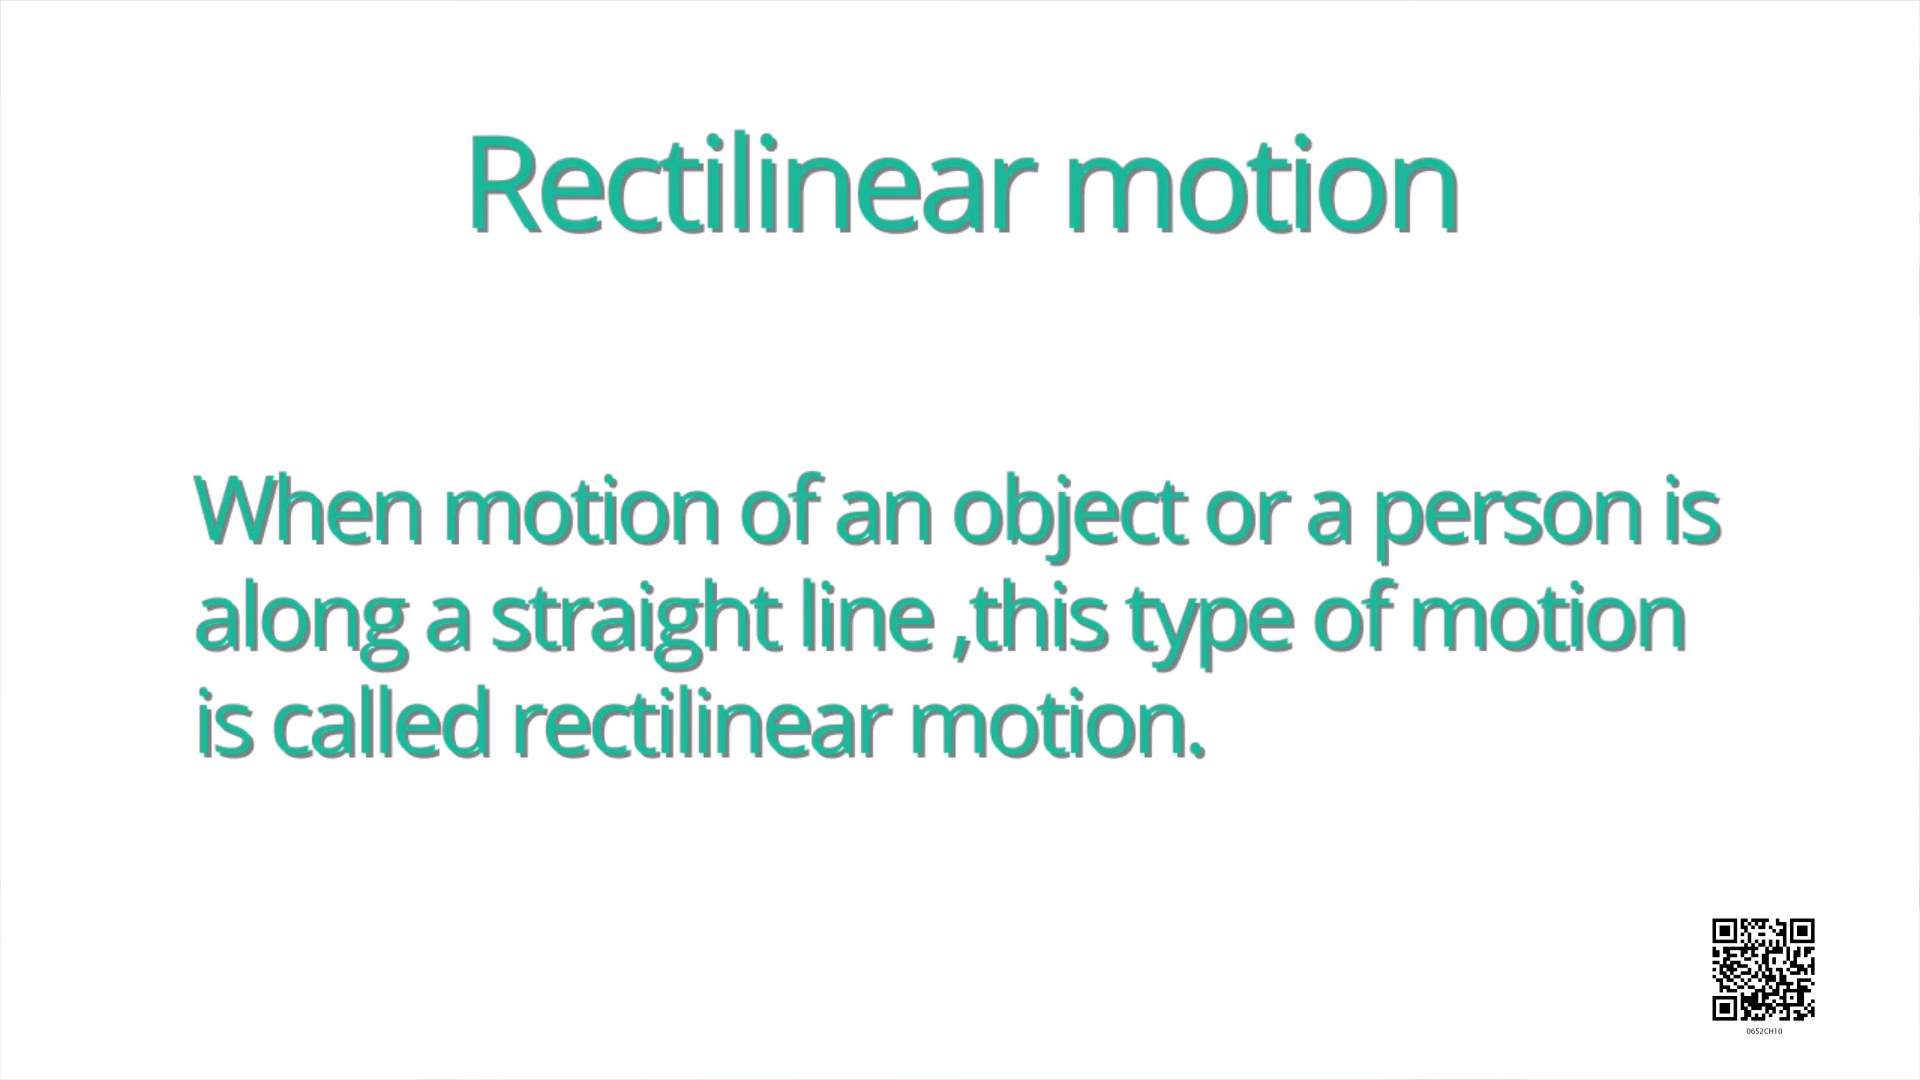 Rectilinear motion
When motion of an object or a person is
along a straight line ,this type of motion
is called rectilinear motion.
0652CH10